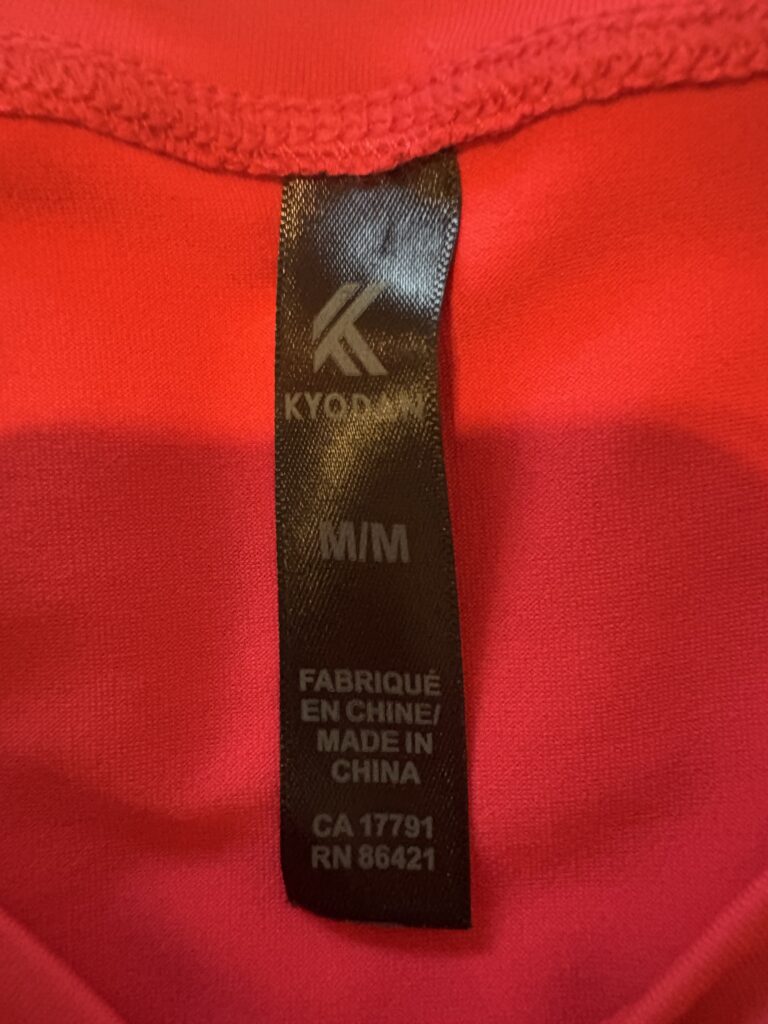 KYODAN
M/M
FABRIQUÉ
EN CHINE/
MADE IN
CHINA
CA 17791
RN 86421